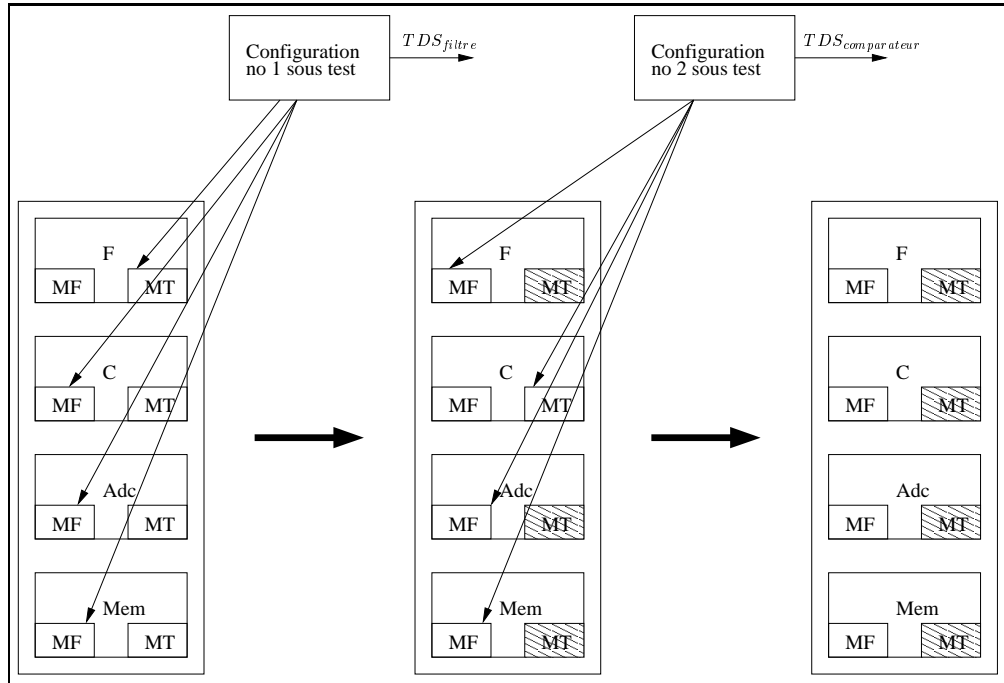 Configuration
no 1 sous test
TDS_filtre
Configuration
no 2 sous test
TDS_comparateur
F
MF MT
C
MF MT
Adc
MF MT
Mem
MF MT
F
MF MT
C
MF MT
Adc
MF MT
Mem
MF MT
F
MF MT
C
MF MT
Adc
MF MT
Mem
MF MT